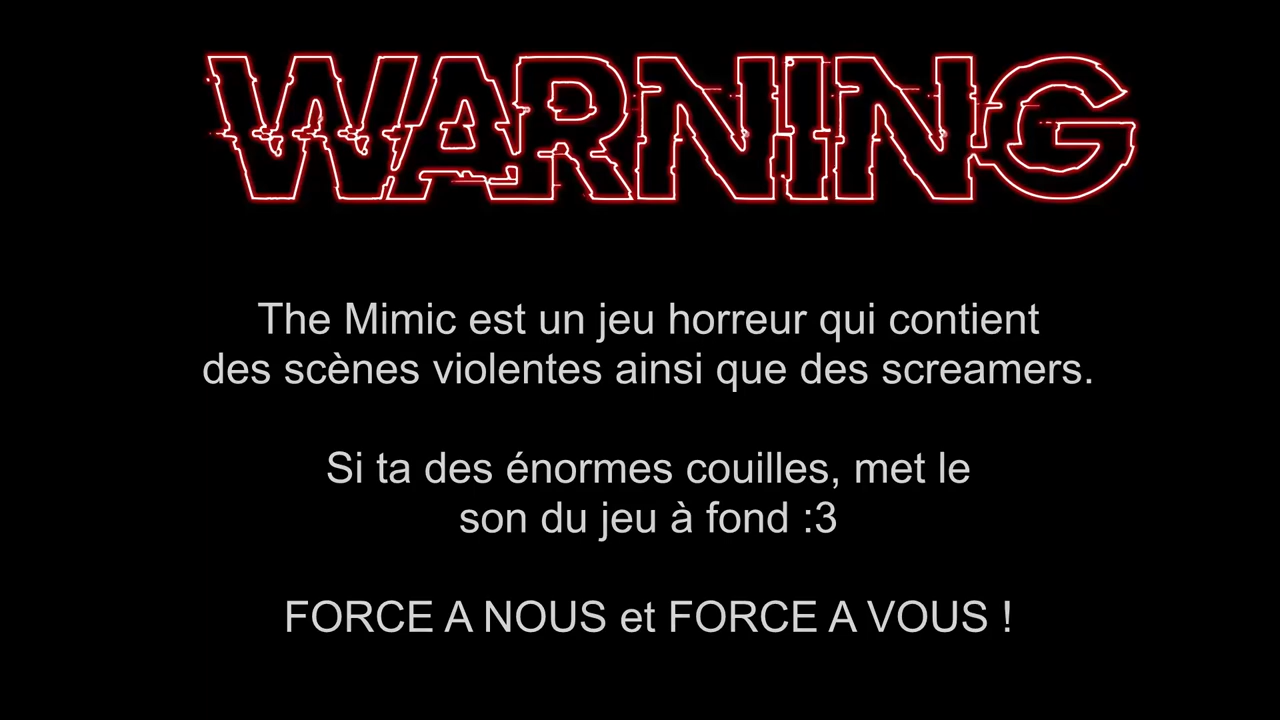 WARNING
The Mimic est un jeu horreur qui contient
des scènes violentes ainsi que des screamers.
Si ta des énormes couilles, met le
son du jeu à fond :3
FORCE A NOUS et FORCE A VOUS !